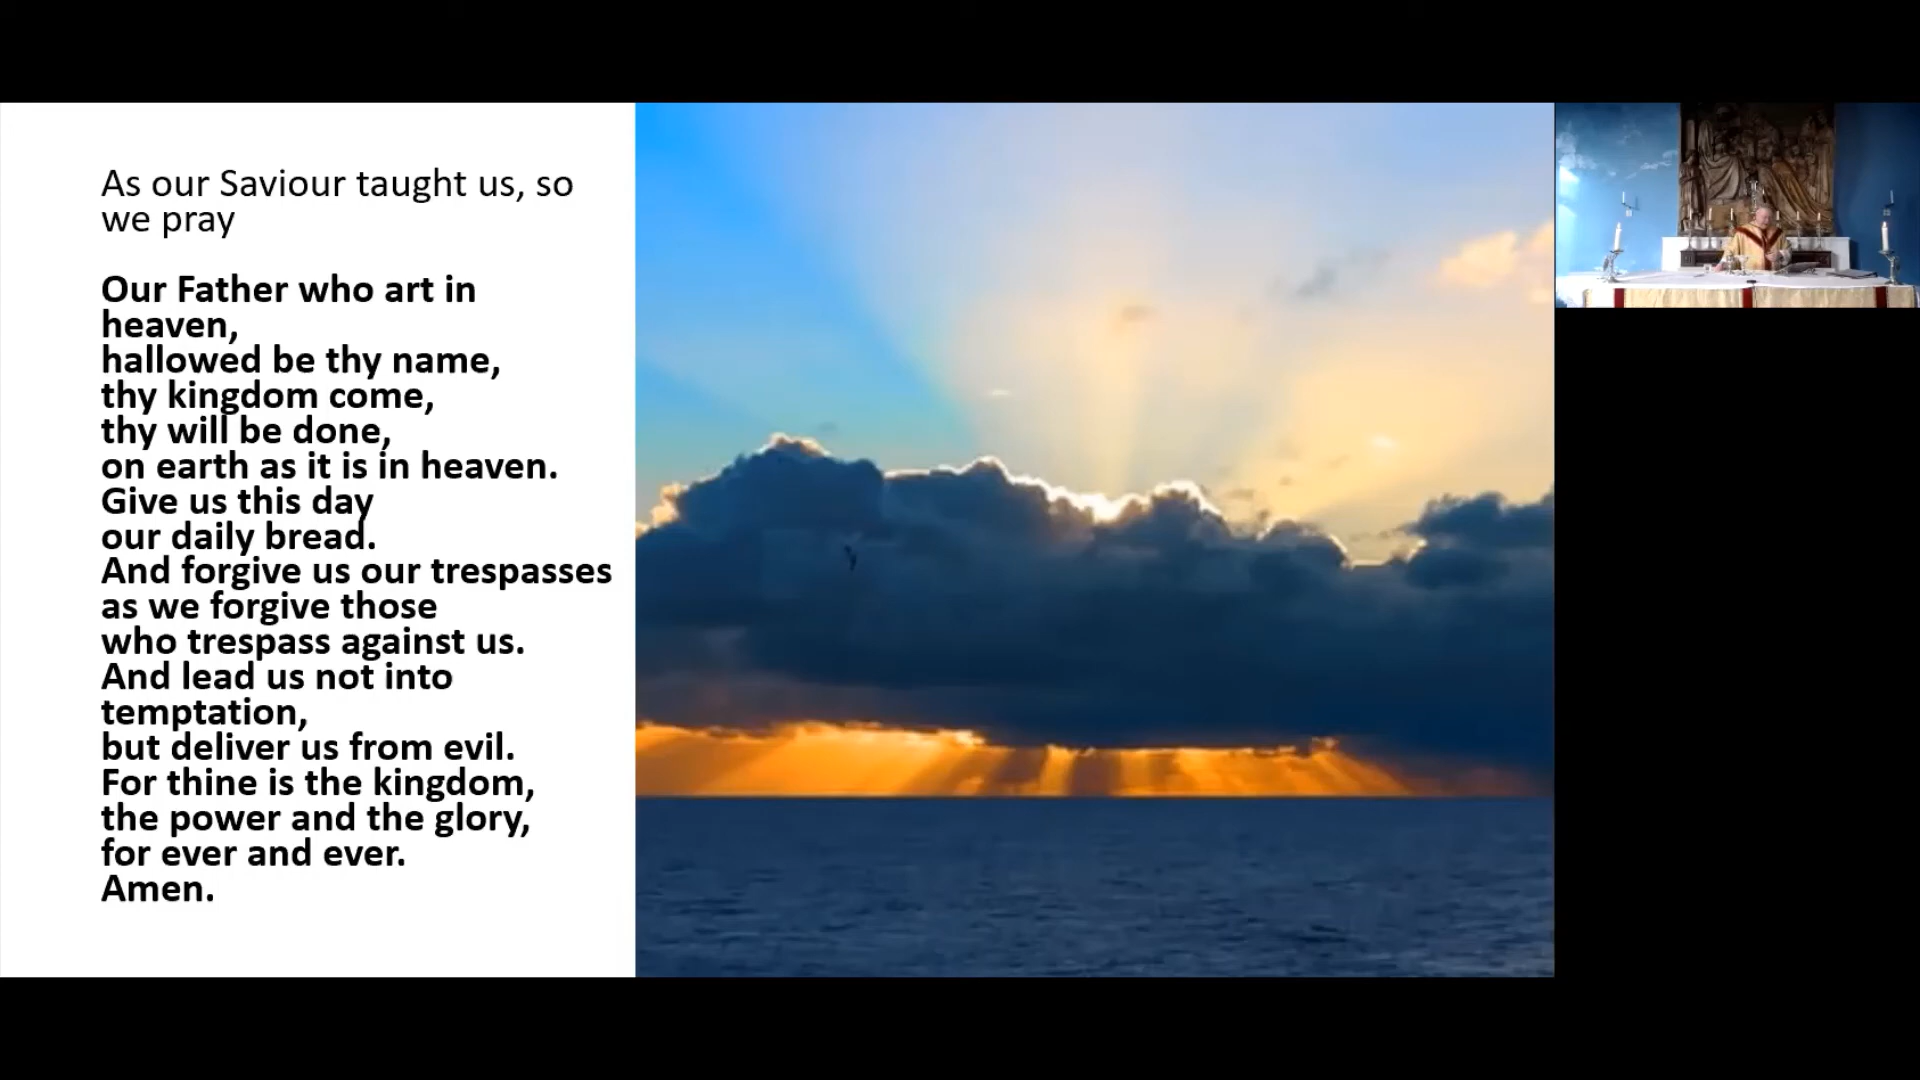 As our Saviour taught us, so
we pray
Our Father who art in
heaven,
hallowed be thy name,
thy kingdom come,
thy will be done,
on earth as it is in heaven.
Give us this day
our daily bread.
And forgive us our trespasses
as we forgive those
who trespass against us.
And lead us not into
temptation,
but deliver us from evil.
For thine is the kingdom,
the power and the glory,
for ever and ever.
Amen.